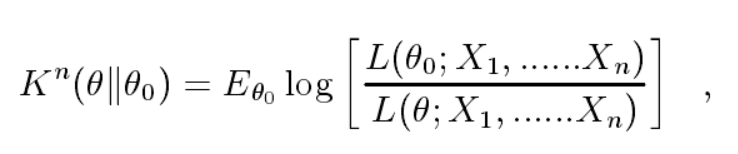 K^n(θ‖θ_0) = E_{θ_0} log [ L(θ_0; X_1, ......X_n) / L(θ; X_1, ......X_n) ] ,